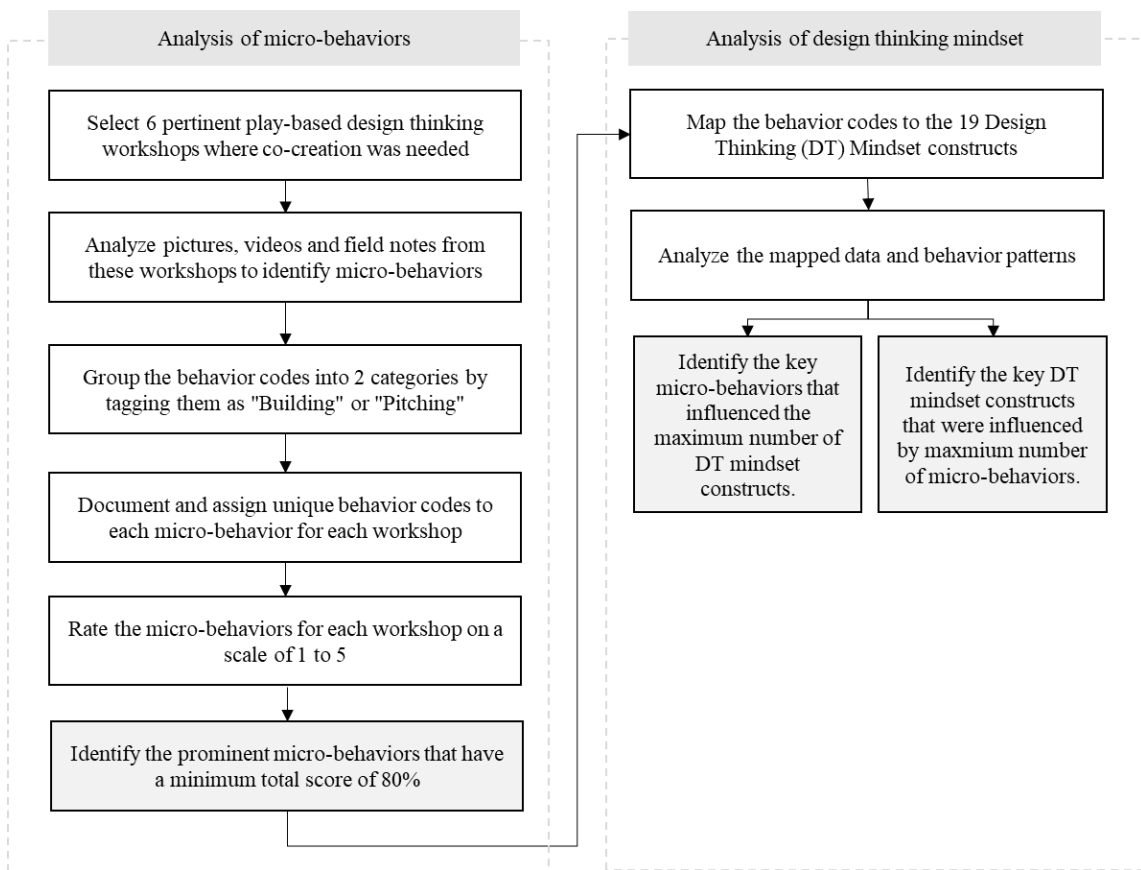 Analysis of micro-behaviors
Select 6 pertinent play-based design thinking
workshops where co-creation was needed
Analyze pictures, videos and field notes from
these workshops to identify micro-behaviors
Group the behavior codes into 2 categories by
tagging them as "Building" or "Pitching"
Document and assign unique behavior codes to
each micro-behavior for each workshop
Rate the micro-behaviors for each workshop on a
scale of 1 to 5
Identify the prominent micro-behaviors that have
a minimum total score of 80%
Analysis of design thinking mindset
Map the behavior codes to the 19 Design
Thinking (DT) Mindset constructs
Analyze the mapped data and behavior patterns
Identify the key
micro-behaviors that
influenced the
maximum number of
DT mindset
constructs.
Identify the key DT
mindset constructs
that were influenced
by maxmium number
of micro-behaviors.